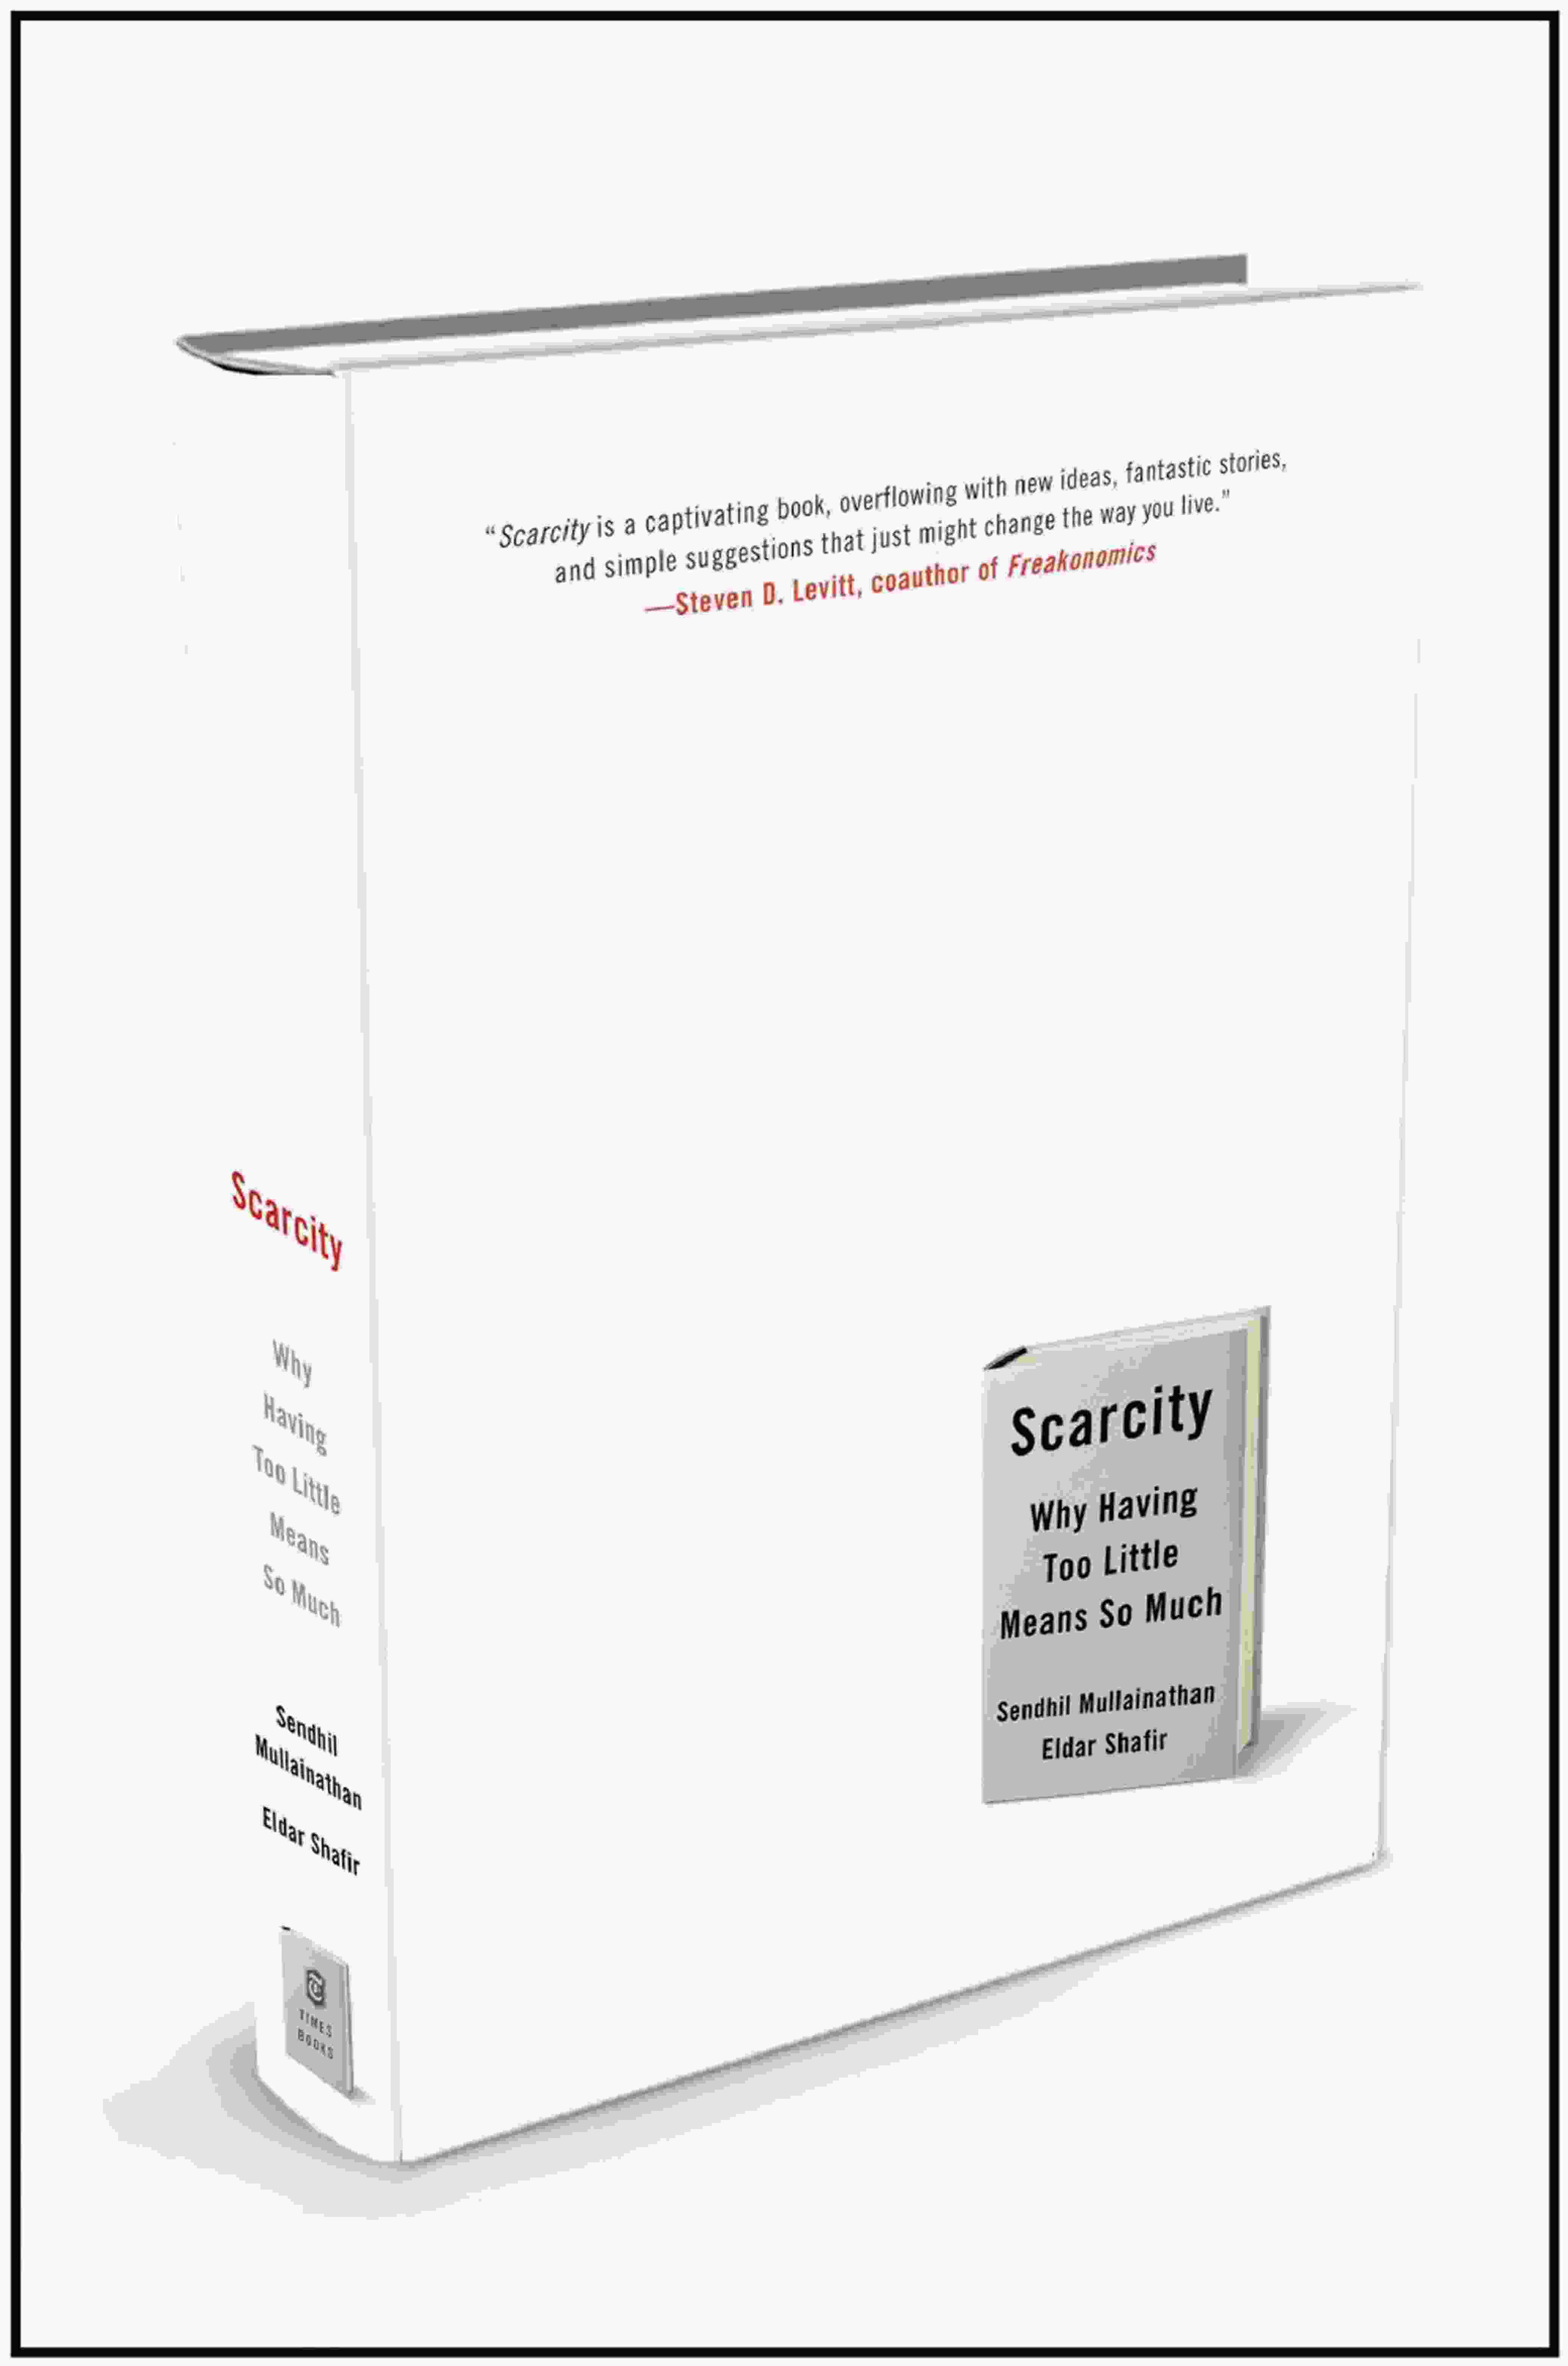 “Scarcity is a captivating book, overflowing with new ideas, fantastic stories,
and simple suggestions that just might change the way you live.”
—Steven D. Levitt, coauthor of Freakonomics
Scarcity
Why
Having
Too Little
Means
So Much
Sendhil
Mullainathan
Eldar Shafir
TIMES
BOOKS
Scarcity
Why Having
Too Little
Means So Much
Sendhil Mullainathan
Eldar Shafir